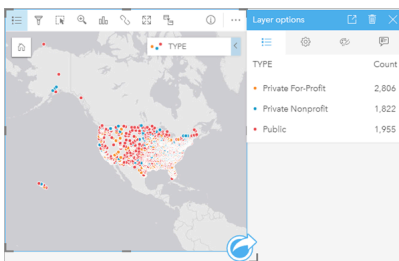 Layer options
TYPE
TYPE Count
Private For-Profit 2,806
Private Nonprofit 1,822
Public 1,955